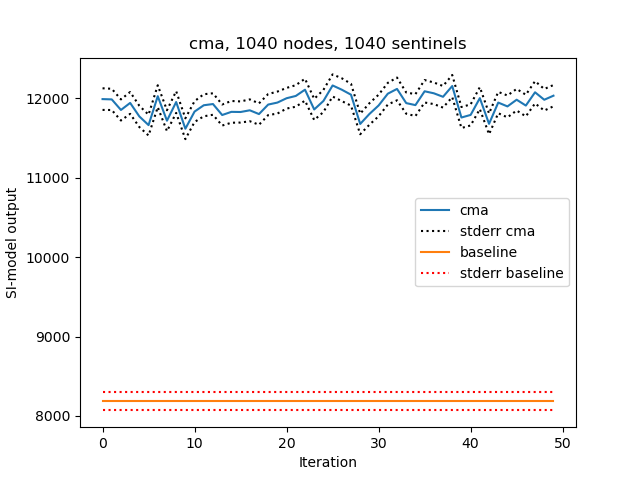 cma, 1040 nodes, 1040 sentinels
12000
11000
10000
9000
8000
SI-model output
cma
stderr cma
baseline
stderr baseline
0
10
20
30
40
50
Iteration